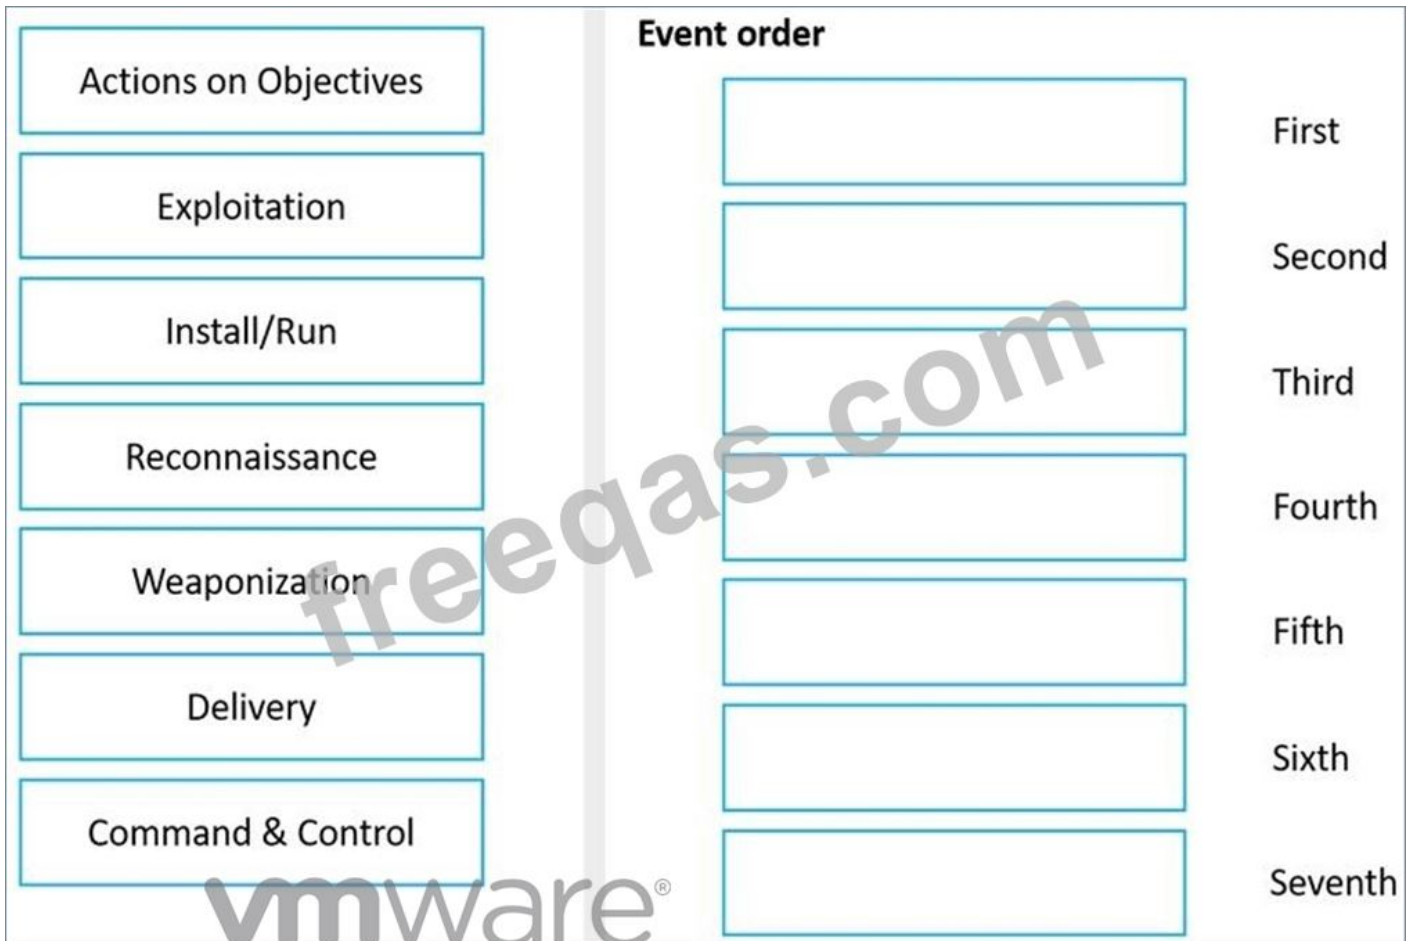 Actions on Objectives
Exploitation
Install/Run
Reconnaissance
Weaponization
Delivery
Command & Control
Event order
First
Second
Third
Fourth
Fifth
Sixth
Seventh
freeqas.com
vmware®